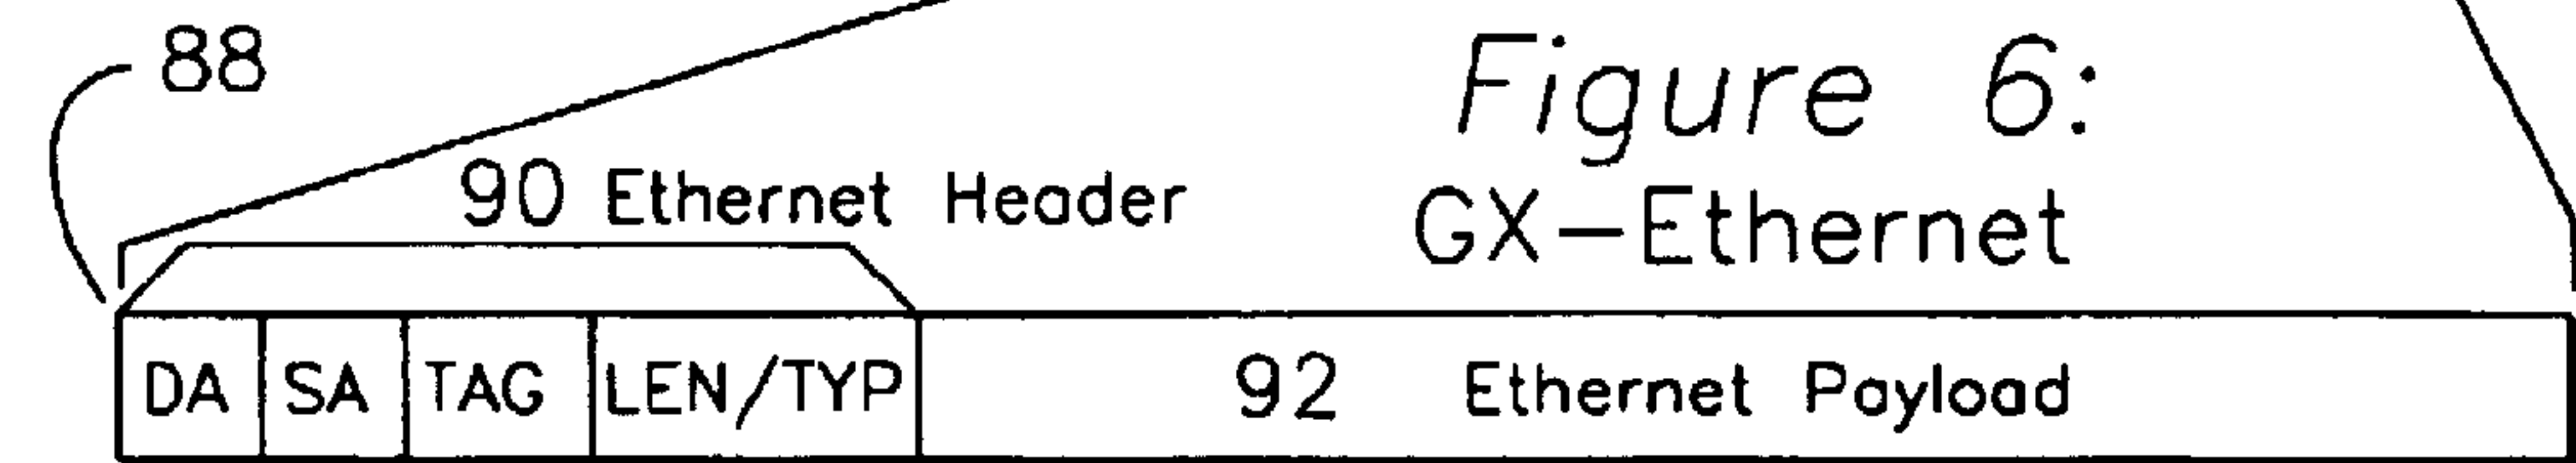 88
Figure 6:
90 Ethernet Header
GX-Ethernet
DA SA TAG LEN/TYP 92 Ethernet Payload